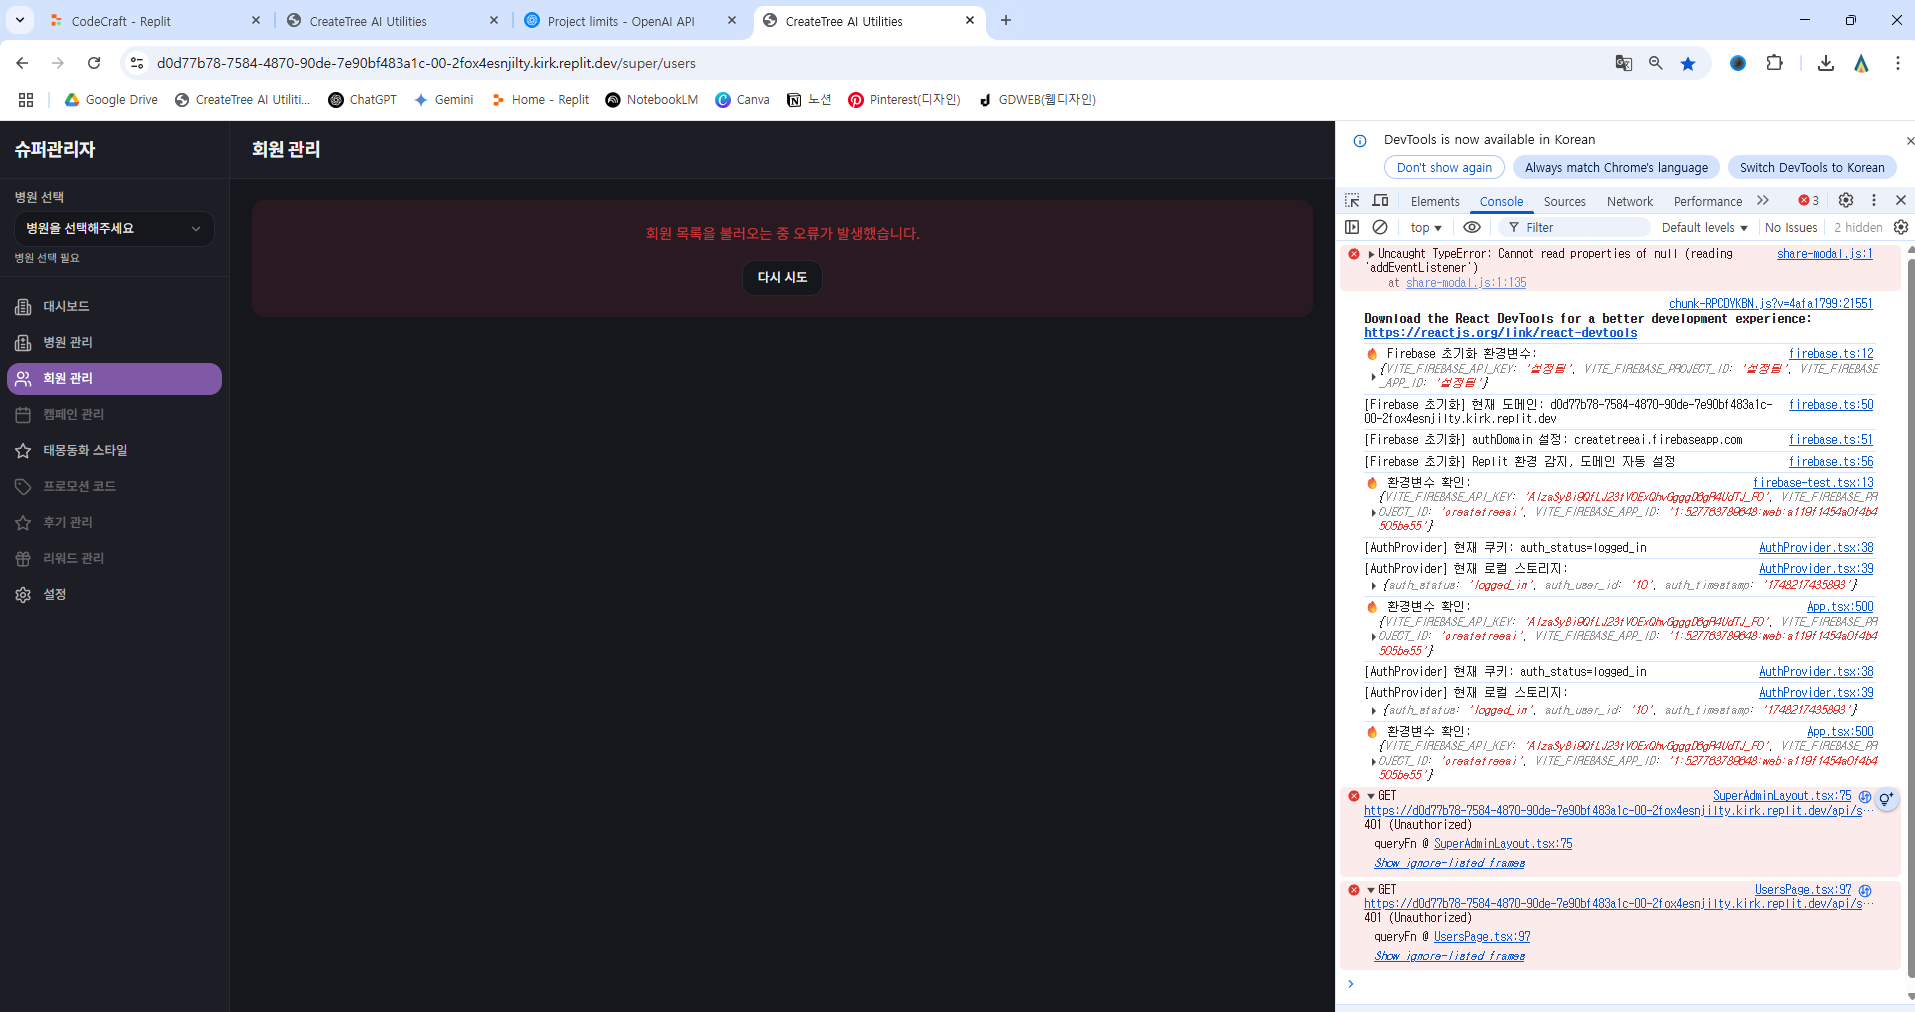 CodeCraft - Replit
CreateTree AI Utilities
Project limits - OpenAI API
CreateTree AI Utilities
d0d77b78-7584-4870-90de-7e90bf483a1c-00-2fox4esnjilty.kirk.replit.dev/super/users
Google Drive
CreateTree AI Utiliti...
ChatGPT
Gemini
Home - Replit
NotebookLM
Canva
노션
Pinterest(디자인)
GDWEB(웹디자인)
슈퍼관리자
병원 선택
병원을 선택해주세요
병원 선택 필요
대시보드
병원 관리
회원 관리
캠페인 관리
태몽동화 스타일
프로모션 코드
후기 관리
리워드 관리
설정
회원 관리
회원 목록을 불러오는 중 오류가 발생했습니다.
다시 시도
DevTools is now available in Korean
Don't show again
Always match Chrome's language
Switch DevTools to Korean
Elements
Console
Sources
Network
Performance
3
top
Filter
Default levels
No Issues
2 hidden
Uncaught TypeError: Cannot read properties of null (reading share-modal.js:1
'addEventListener')
at share-modal.js:1:135
chunk-RPCDYKBN.js?v=4afa1799:21551
Download the React DevTools for a better development experience:
https://reactjs.org/link/react-devtools
🔥 Firebase 초기화 환경변수: firebase.ts:12
{VITE_FIREBASE_API_KEY: '설정됨', VITE_FIREBASE_PROJECT_ID: '설정됨', VITE_FIREBASE
_APP_ID: '설정됨'}
[Firebase 초기화] 현재 도메인: d0d77b78-7584-4870-90de-7e90bf483a1c- firebase.ts:50
00-2fox4esnjilty.kirk.replit.dev
[Firebase 초기화] authDomain 설정: createtreeai.firebaseapp.com firebase.ts:51
[Firebase 초기화] Replit 환경 감지, 도메인 자동 설정 firebase.ts:56
🔥 환경변수 확인: firebase-test.ts:13
{VITE_FIREBASE_API_KEY: VITE_FIREBASE_PR
OJECT_ID: 'createtreeai', VITE_FIREBASE_APP_ID: '1:527763789648:web:a119f1454a0f4b4
505be55'}
[AuthProvider] 현재 쿠키: auth_status=logged_in AuthProvider.tsx:38
[AuthProvider] 현재 로컬 스토리지: AuthProvider.tsx:39
{auth_status: 'logged_in', auth_user_id: '10', auth_timestamp: '1748217435893'}
🔥 환경변수 확인: App.tsx:500
{VITE_FIREBASE_API_KEY: VITE_FIREBASE_PR
OJECT_ID: 'createtreeai', VITE_FIREBASE_APP_ID: '1:527763789648:web:a119f1454a0f4b4
505be55'}
[AuthProvider] 현재 쿠키: auth_status=logged_in AuthProvider.tsx:38
[AuthProvider] 현재 로컬 스토리지: AuthProvider.tsx:39
{auth_status: 'logged_in', auth_user_id: '10', auth_timestamp: '1748217435893'}
🔥 환경변수 확인: App.tsx:500
{VITE_FIREBASE_API_KEY: VITE_FIREBASE_PR
OJECT_ID: 'createtreeai', VITE_FIREBASE_APP_ID: '1:527763789648:web:a119f1454a0f4b4
505be55'}
GET SuperAdminLayout.tsx:75
https://d0d77b78-7584-4870-90de-7e90bf483a1c-00-2fox4esnjilty.kirk.replit.dev/api/s…
401 (Unauthorized)
queryFn @ SuperAdminLayout.tsx:75
Show ignore-listed frames
GET UsersPage.tsx:97
https://d0d77b78-7584-4870-90de-7e90bf483a1c-00-2fox4esnjilty.kirk.replit.dev/api/s…
401 (Unauthorized)
queryFn @ UsersPage.tsx:97
Show ignore-listed frames